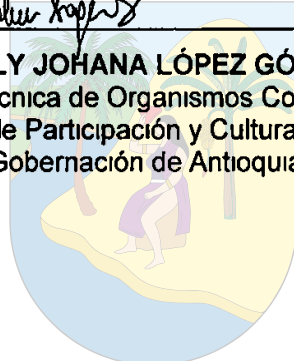 LY JOHANA LÓPEZ GÓ
cnica de Organismos Co
de Participación y Cultura
Gobernación de Antioquia